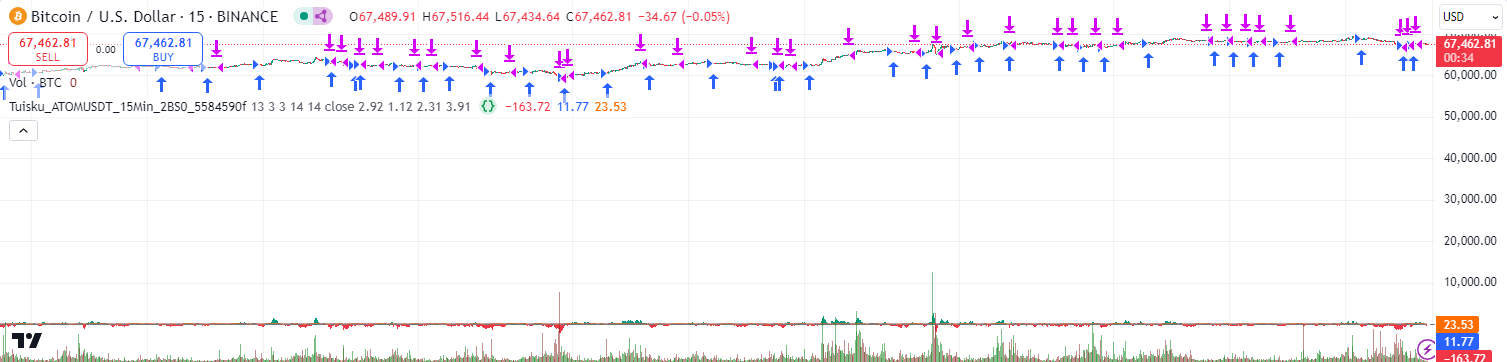 Bitcoin / U.S. Dollar · 15 · BINANCE O67,489.91 H67,516.44 L67,434.64 C67,462.81 −34.67 (−0.05%)
USD
67,462.81 0.00 67,462.81
SELL BUY
67,462.81
00:34
60,000.00
Vol · BTC 0
Tuisku_ATOMUSDT_15Min_2BS0_5584590f 13 3 3 14 14 close 2.92 1.12 2.31 3.91 {} −163.72 11.77 23.53
50,000.00
40,000.00
30,000.00
20,000.00
10,000.00
23.53
11.77
−163.72